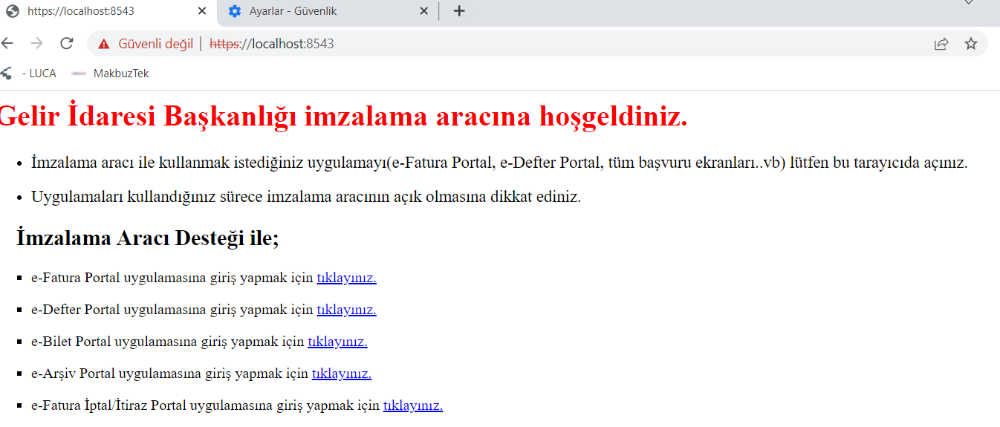 https://localhost:8543
Ayarlar - Güvenlik
Güvenli değil | https://localhost:8543
- LUCA
MakbuzTek
Gelir İdaresi Başkanlığı imzalama aracına hoşgeldiniz.
İmzalama aracı ile kullanmak istediğiniz uygulamayı(e-Fatura Portal, e-Defter Portal, tüm başvuru ekranları..vb) lütfen bu tarayıcıda açınız.
Uygulamaları kullandığınız sürece imzalama aracının açık olmasına dikkat ediniz.
İmzalama Aracı Desteği ile;
e-Fatura Portal uygulamasına giriş yapmak için tıklayınız.
e-Defter Portal uygulamasına giriş yapmak için tıklayınız.
e-Bilet Portal uygulamasına giriş yapmak için tıklayınız.
e-Arşiv Portal uygulamasına giriş yapmak için tıklayınız.
e-Fatura İptal/İtiraz Portal uygulamasına giriş yapmak için tıklayınız.